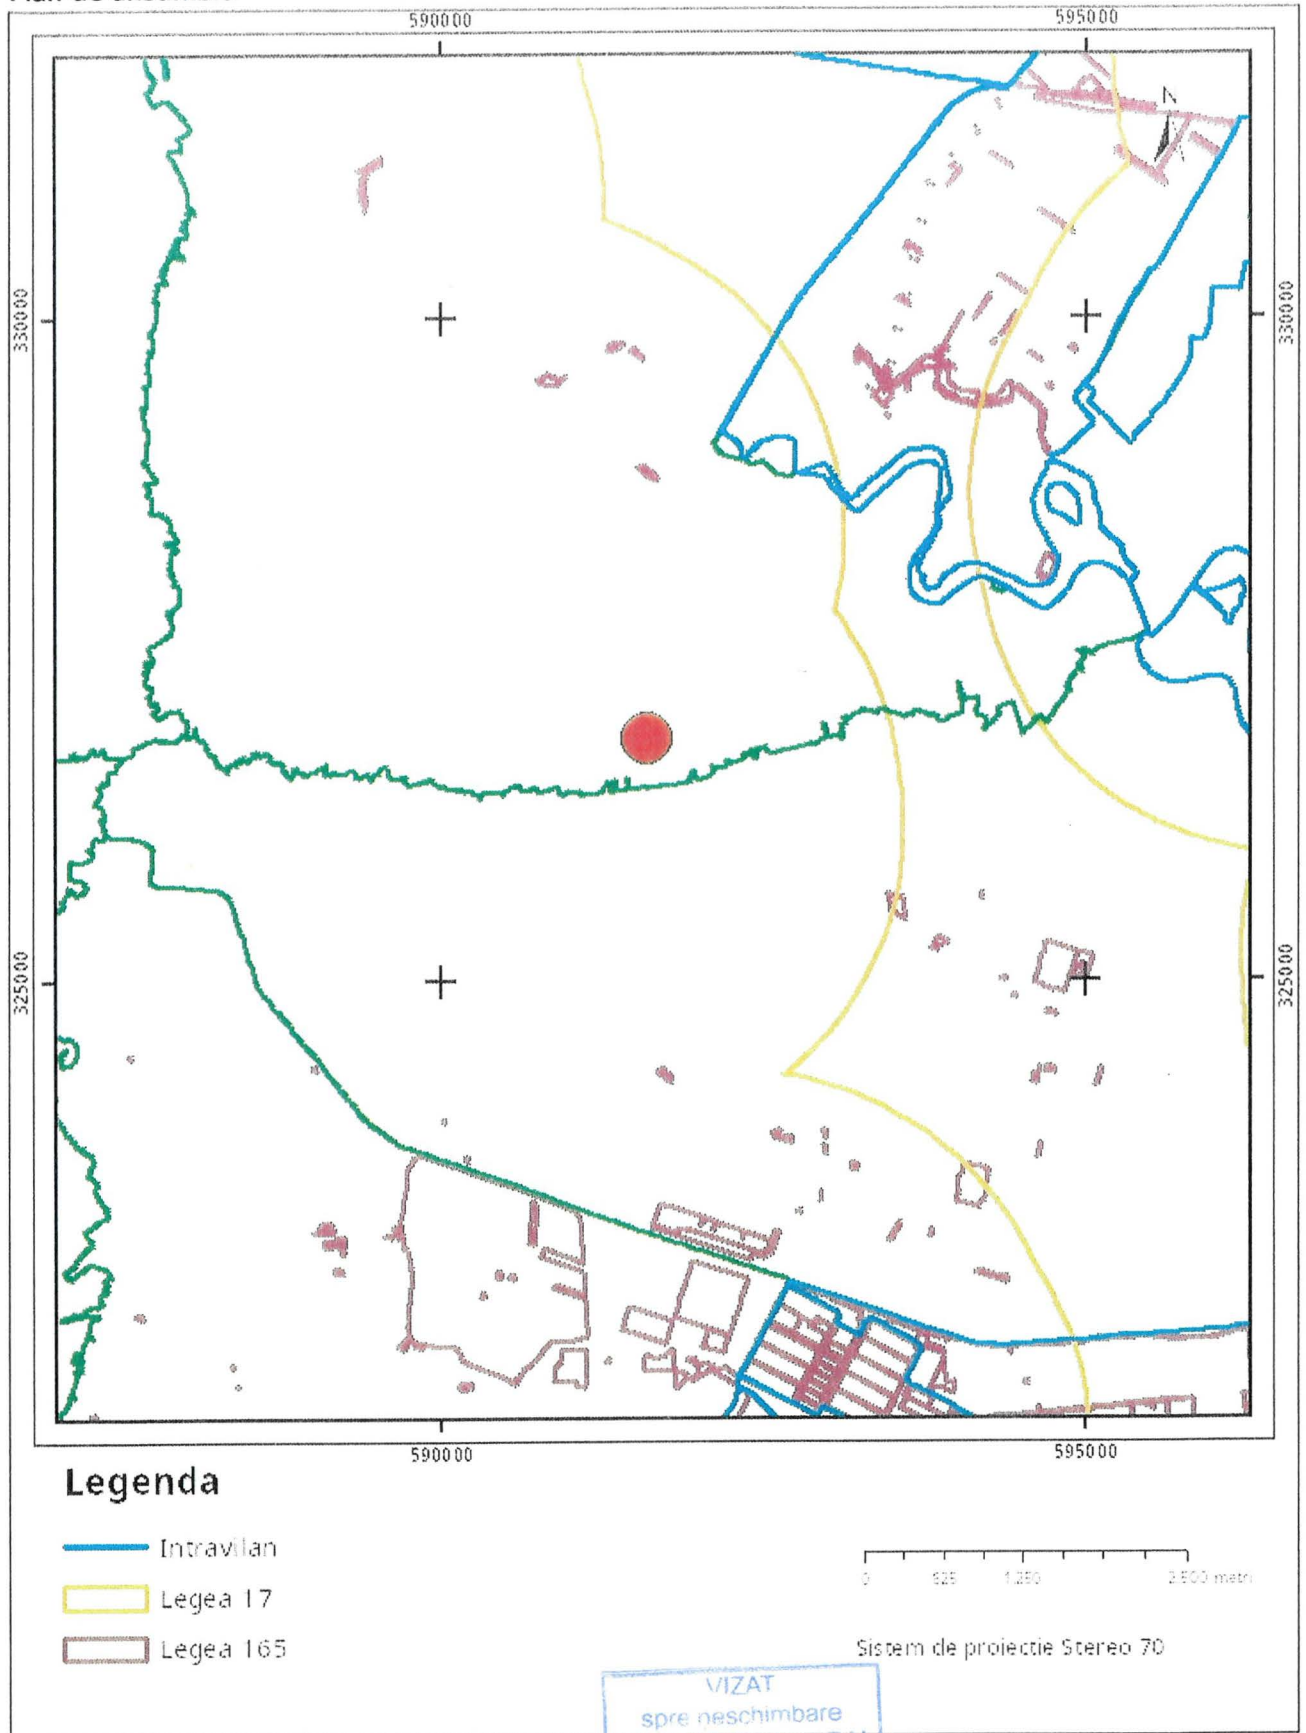 590000
595000
N
330000
330000
325000
325000
590000
595000
Legenda
Intravilan
Legea 17
Legea 165
0 625 1.250 2.500 metri
Sistem de proiectie Stereo 70
VIZAT
spre neschimbare